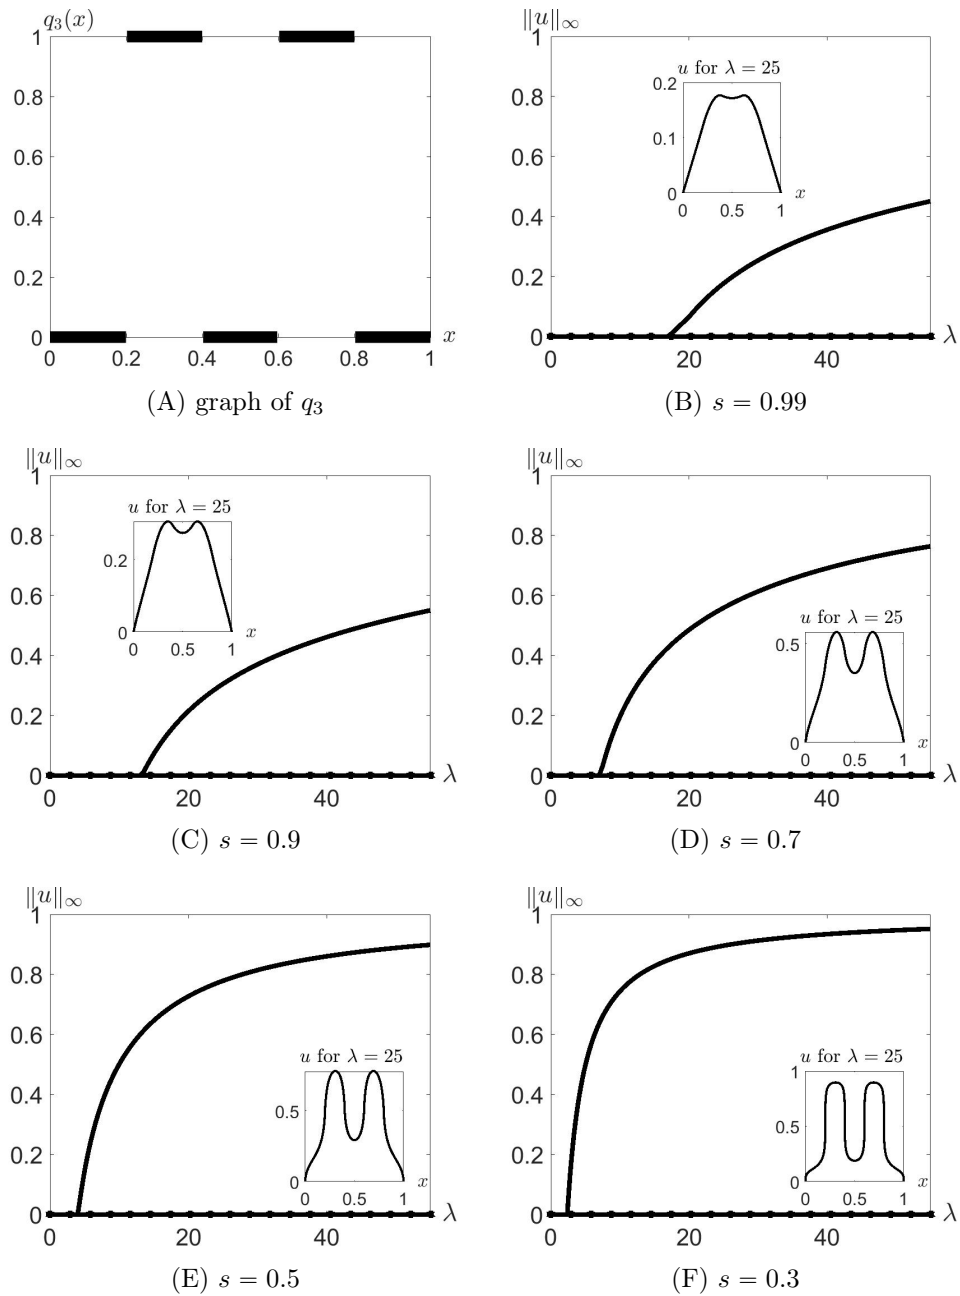 q₃(x)
1
0.8
0.6
0.4
0.2
0
0 0.2 0.4 0.6 0.8 1
x
(A) graph of q₃
‖u‖∞
1
0.8
0.6
0.4
0.2
0
0 20 40
λ
u for λ = 25
0.2
0.1
0
0 0.5 1
x
(B) s = 0.99
‖u‖∞
1
0.8
0.6
0.4
0.2
0
0 20 40
λ
u for λ = 25
0.2
0
0 0.5 1
x
(C) s = 0.9
‖u‖∞
1
0.8
0.6
0.4
0.2
0
0 20 40
λ
u for λ = 25
0.5
0
0 0.5 1
x
(D) s = 0.7
‖u‖∞
1
0.8
0.6
0.4
0.2
0
0 20 40
λ
u for λ = 25
0.5
0
0 0.5 1
x
(E) s = 0.5
‖u‖∞
1
0.8
0.6
0.4
0.2
0
0 20 40
λ
u for λ = 25
1
0.5
0
0 0.5 1
x
(F) s = 0.3